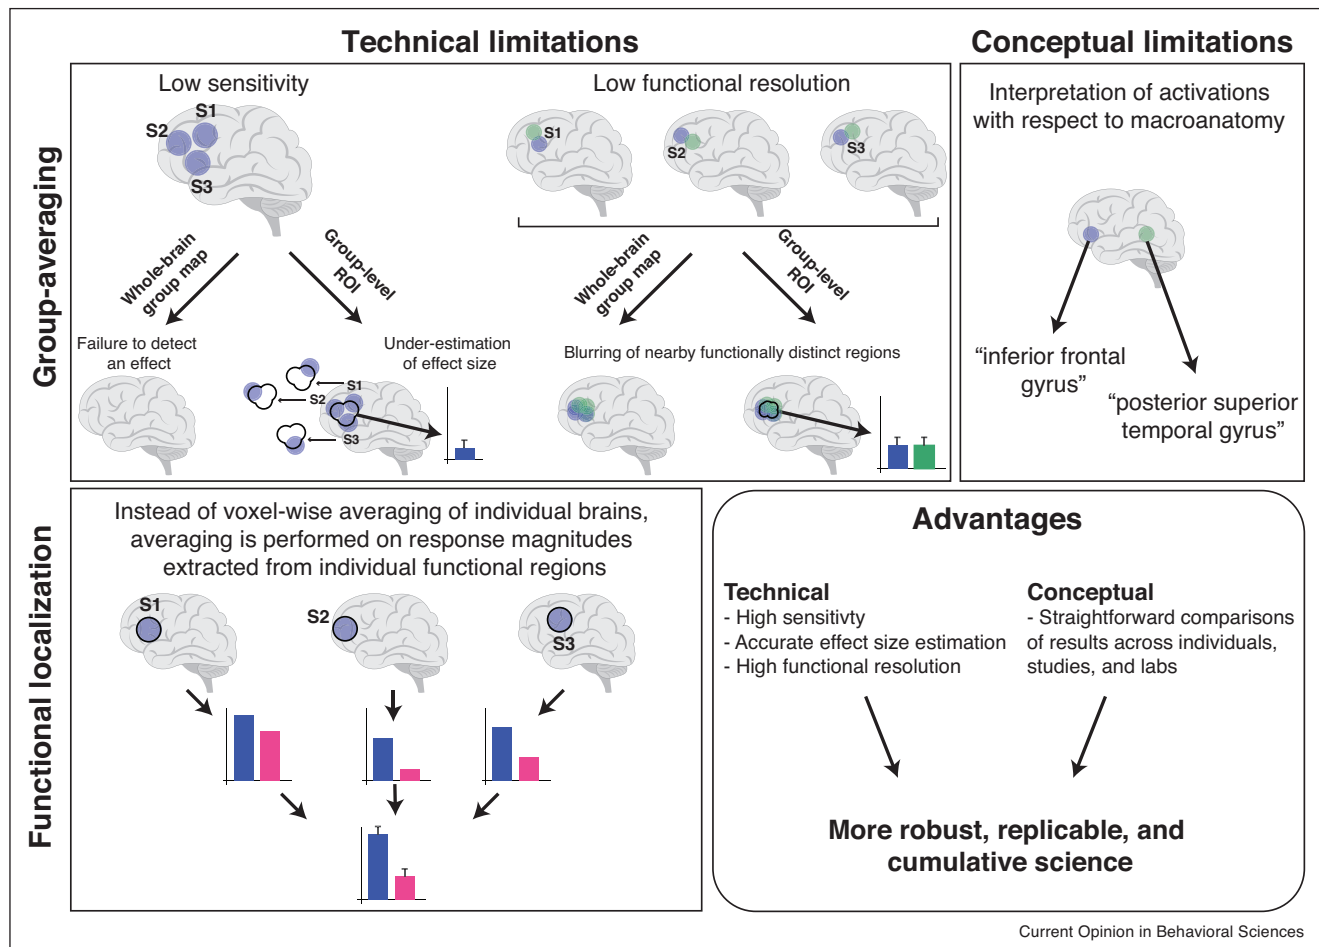 Technical limitations
Conceptual limitations
Group-averaging
Low sensitivity
S1
S2
S3
Whole-brain
group map
Group-level
ROI
Failure to detect
an effect
S1
S2
S3
Under-estimation
of effect size
Low functional resolution
S1
S2
S3
Whole-brain
group map
Group-level
ROI
Blurring of nearby functionally distinct regions
Interpretation of activations
with respect to macroanatomy
“inferior frontal
gyrus”
“posterior superior
temporal gyrus”
Functional localization
Instead of voxel-wise averaging of individual brains,
averaging is performed on response magnitudes
extracted from individual functional regions
S1
S2
S3
Advantages
Technical
- High sensitivty
- Accurate effect size estimation
- High functional resolution
Conceptual
- Straightforward comparisons
of results across individuals,
studies, and labs
More robust, replicable, and
cumulative science
Current Opinion in Behavioral Sciences